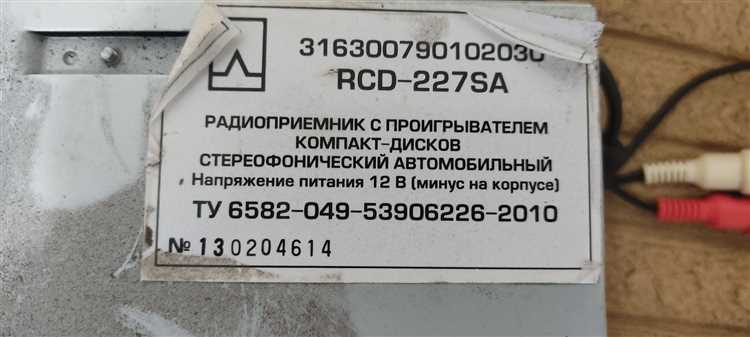 316300790102030
RCD-227SA
РАДИОПРИЕМНИК С ПРОИГРЫВАТЕЛЕМ
КОМПАКТ-ДИСКОВ
СТЕРЕОФОНИЧЕСКИЙ АВТОМОБИЛЬНЫЙ
Напряжение питания 12 В (минус на корпусе)
ТУ 6582-049-53906226-2010
№ 130204614